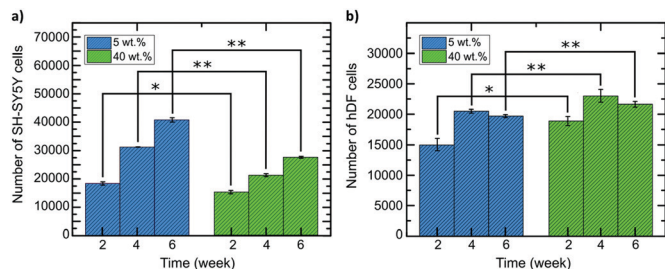 a)
Number of SH-SY5Y cells
75000
70000
60000
50000
40000
30000
20000
10000
0
5 wt.%
40 wt.%
*
**
**
2 4 6 2 4 6
Time (week)
b)
Number of hDF cells
30000
25000
20000
15000
10000
5000
0
5 wt.%
40 wt.%
*
**
**
2 4 6 2 4 6
Time (week)